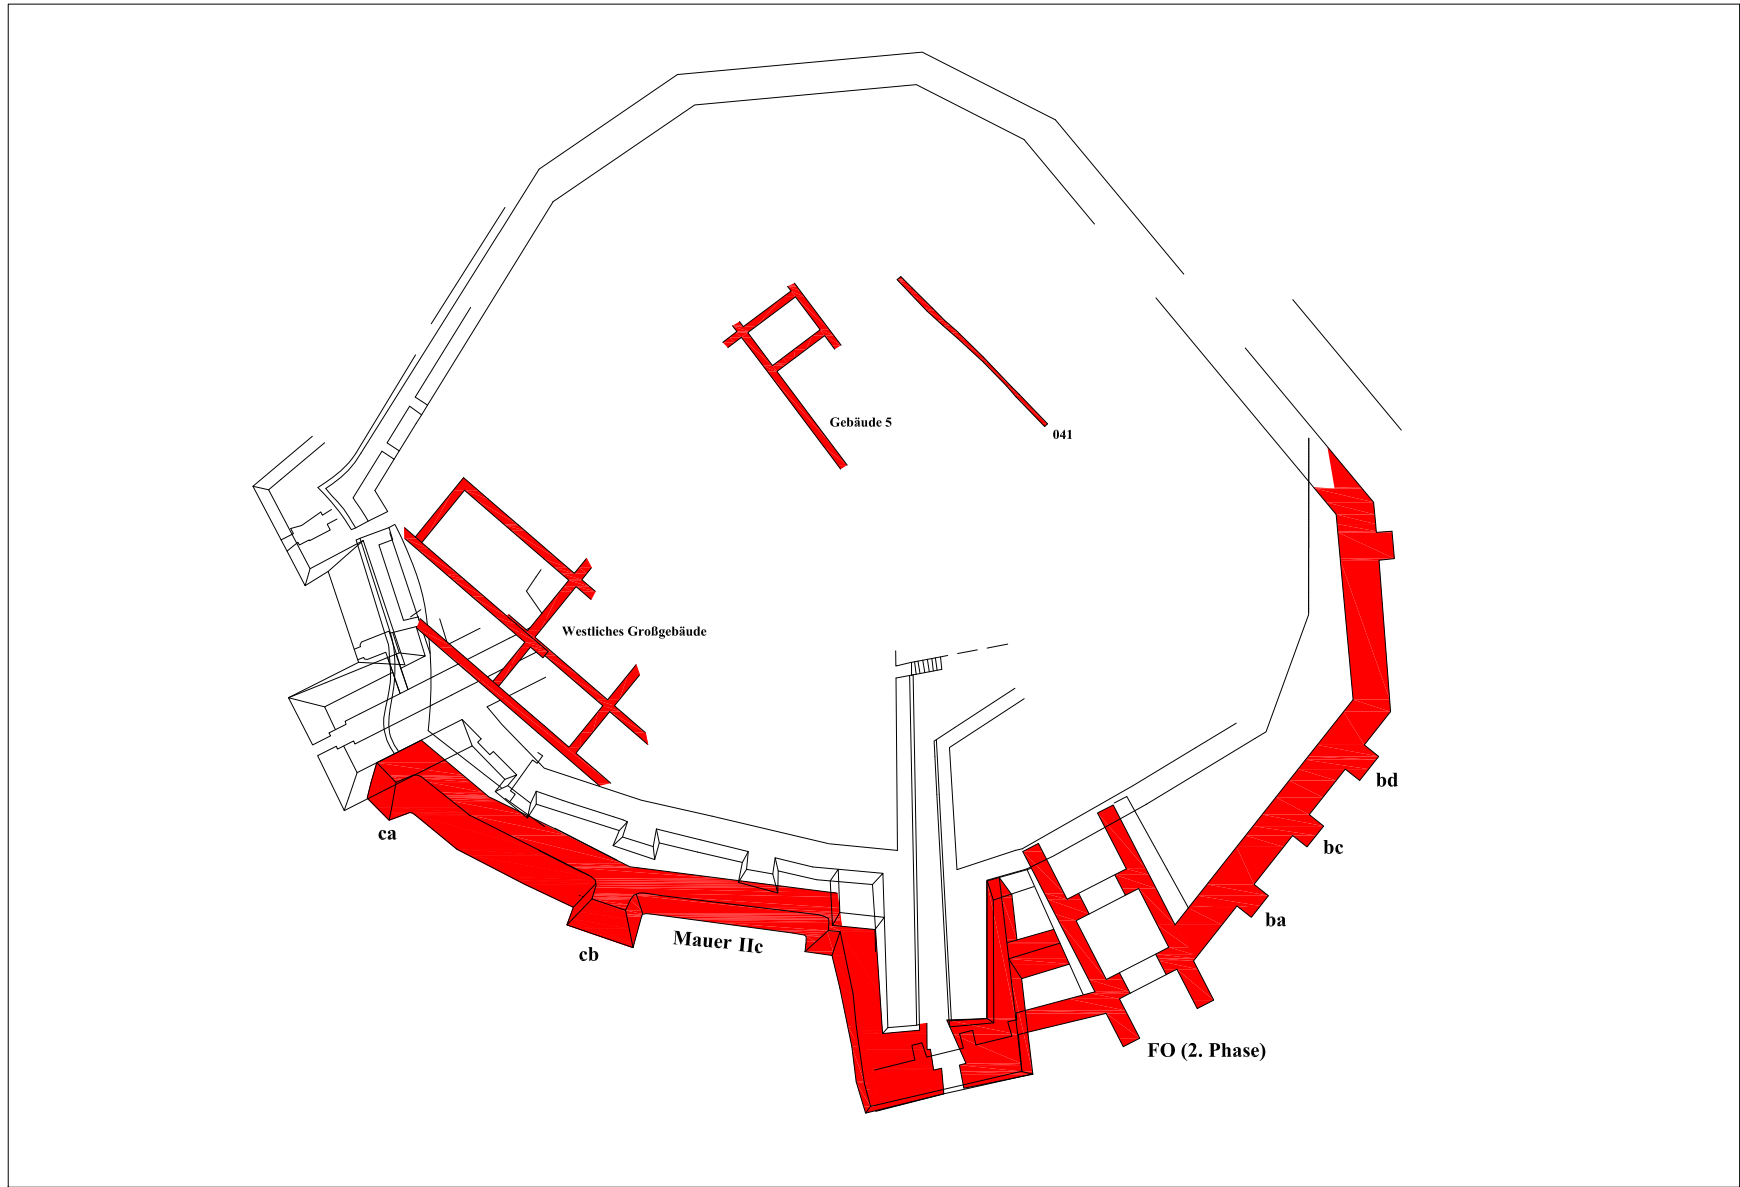 Gebäude 5
041
Westliches Großgebäude
bd
ca
bc
ba
Mauer IIc
cb
FO (2. Phase)